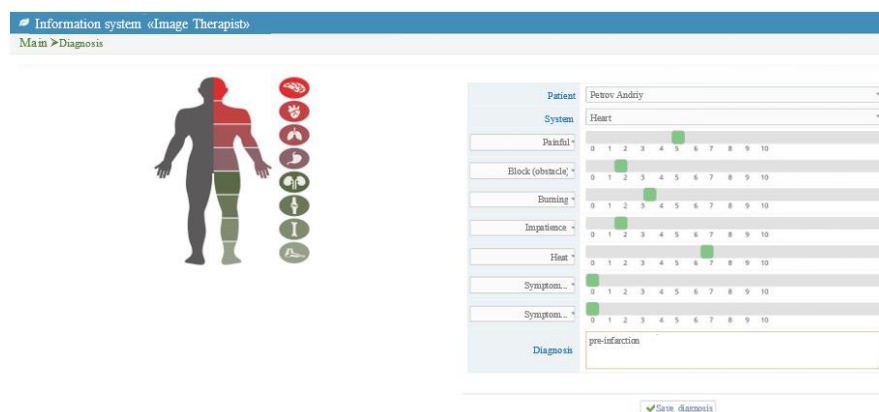 Information system «Image Therapist»
Main ➢Diagnosis
Patient Petrov Andriy
System Heart
Painful
0 1 2 3 4 5 6 7 8 9 10
Block (obstacle)
0 1 2 3 4 5 6 7 8 9 10
Burning
0 1 2 3 4 5 6 7 8 9 10
Impatience
0 1 2 3 4 5 6 7 8 9 10
Heat
0 1 2 3 4 5 6 7 8 9 10
Symptom...
0 1 2 3 4 5 6 7 8 9 10
Symptom...
0 1 2 3 4 5 6 7 8 9 10
Diagnosis pre-infarction
Save diagnosis